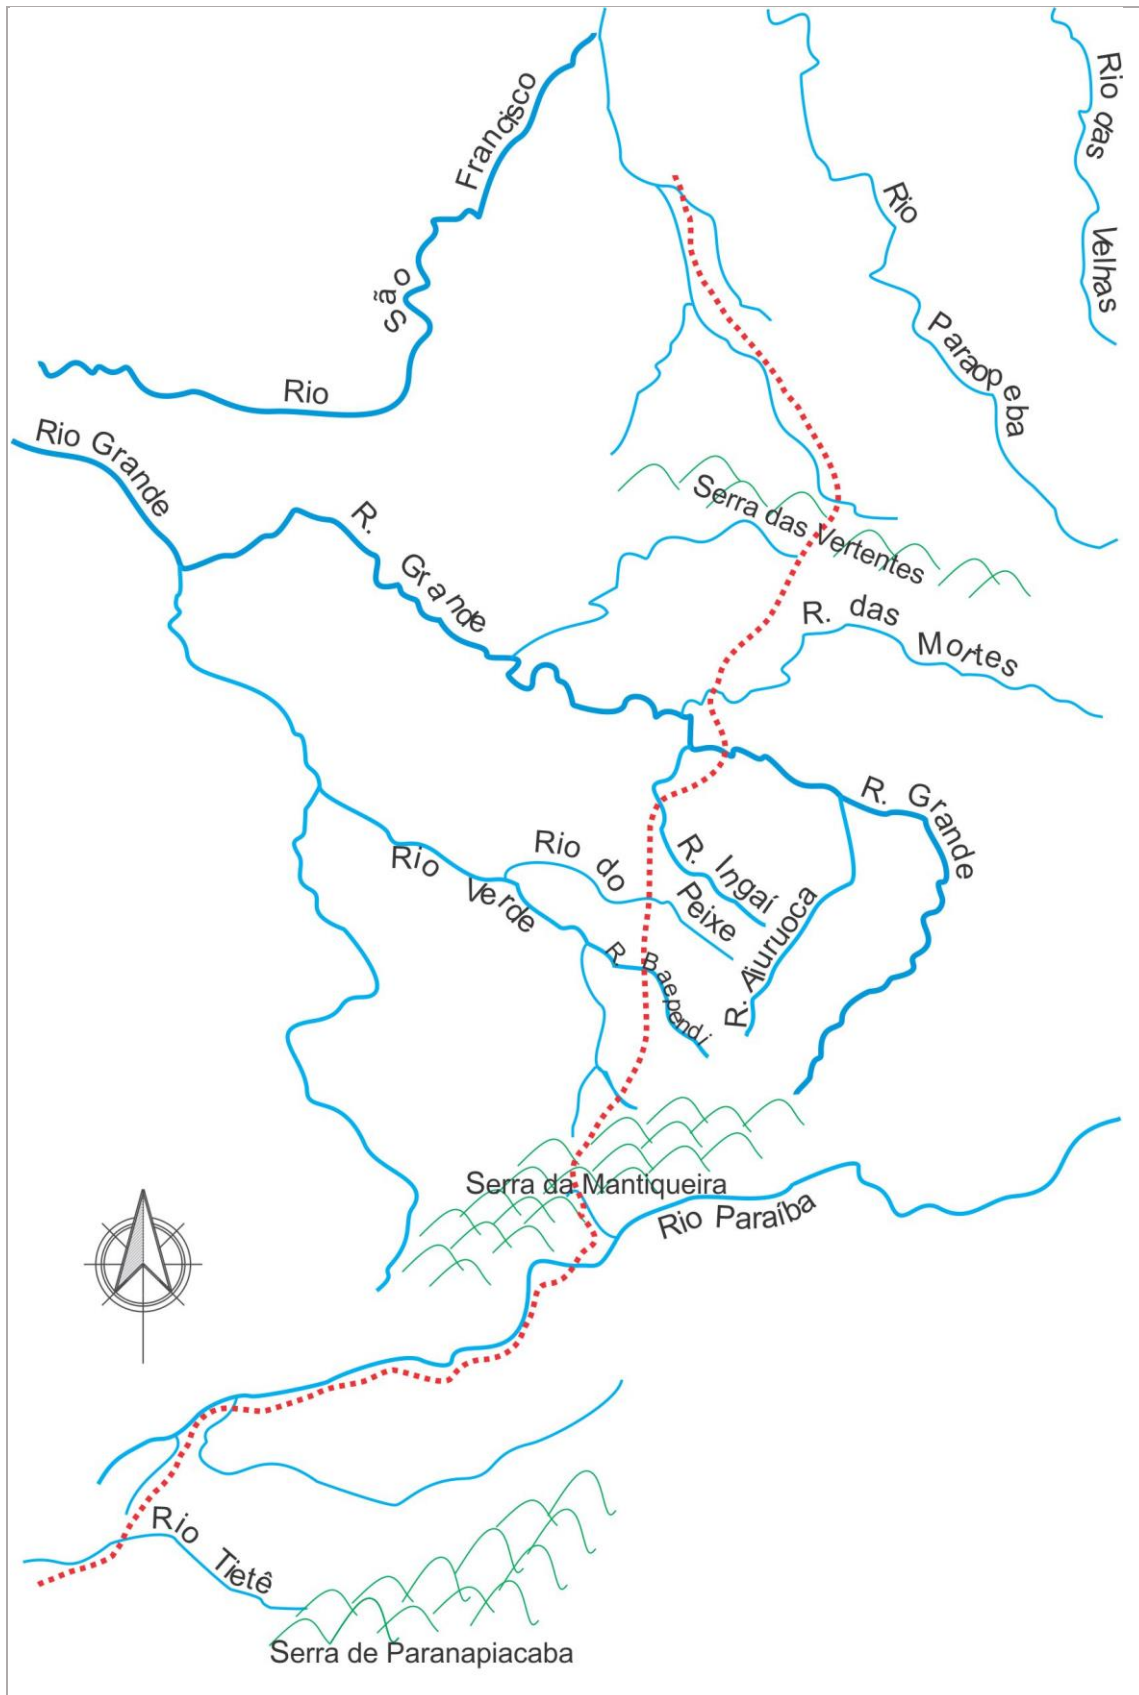 Rio São Francisco
Rio Paraopeba
Rio das Velhas
Rio Grande
R. Grande
Serra das Vertentes
R. das Mortes
R. Grande
Rio Verde
Rio do Peixe
R. Ingaí
R. Aiuruoca
R. Baependi
Serra da Mantiqueira
Rio Paraíba
Rio Tietê
Serra de Paranapiacaba